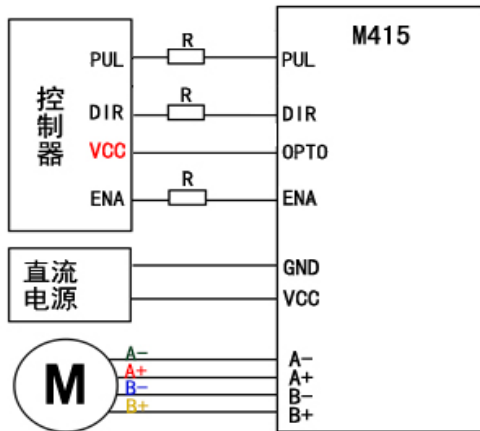 M415
控制器
PUL R PUL
DIR R DIR
VCC OPTO
ENA R ENA
直流电源
GND
VCC
M
A- A-
A+ A+
B- B-
B+ B+